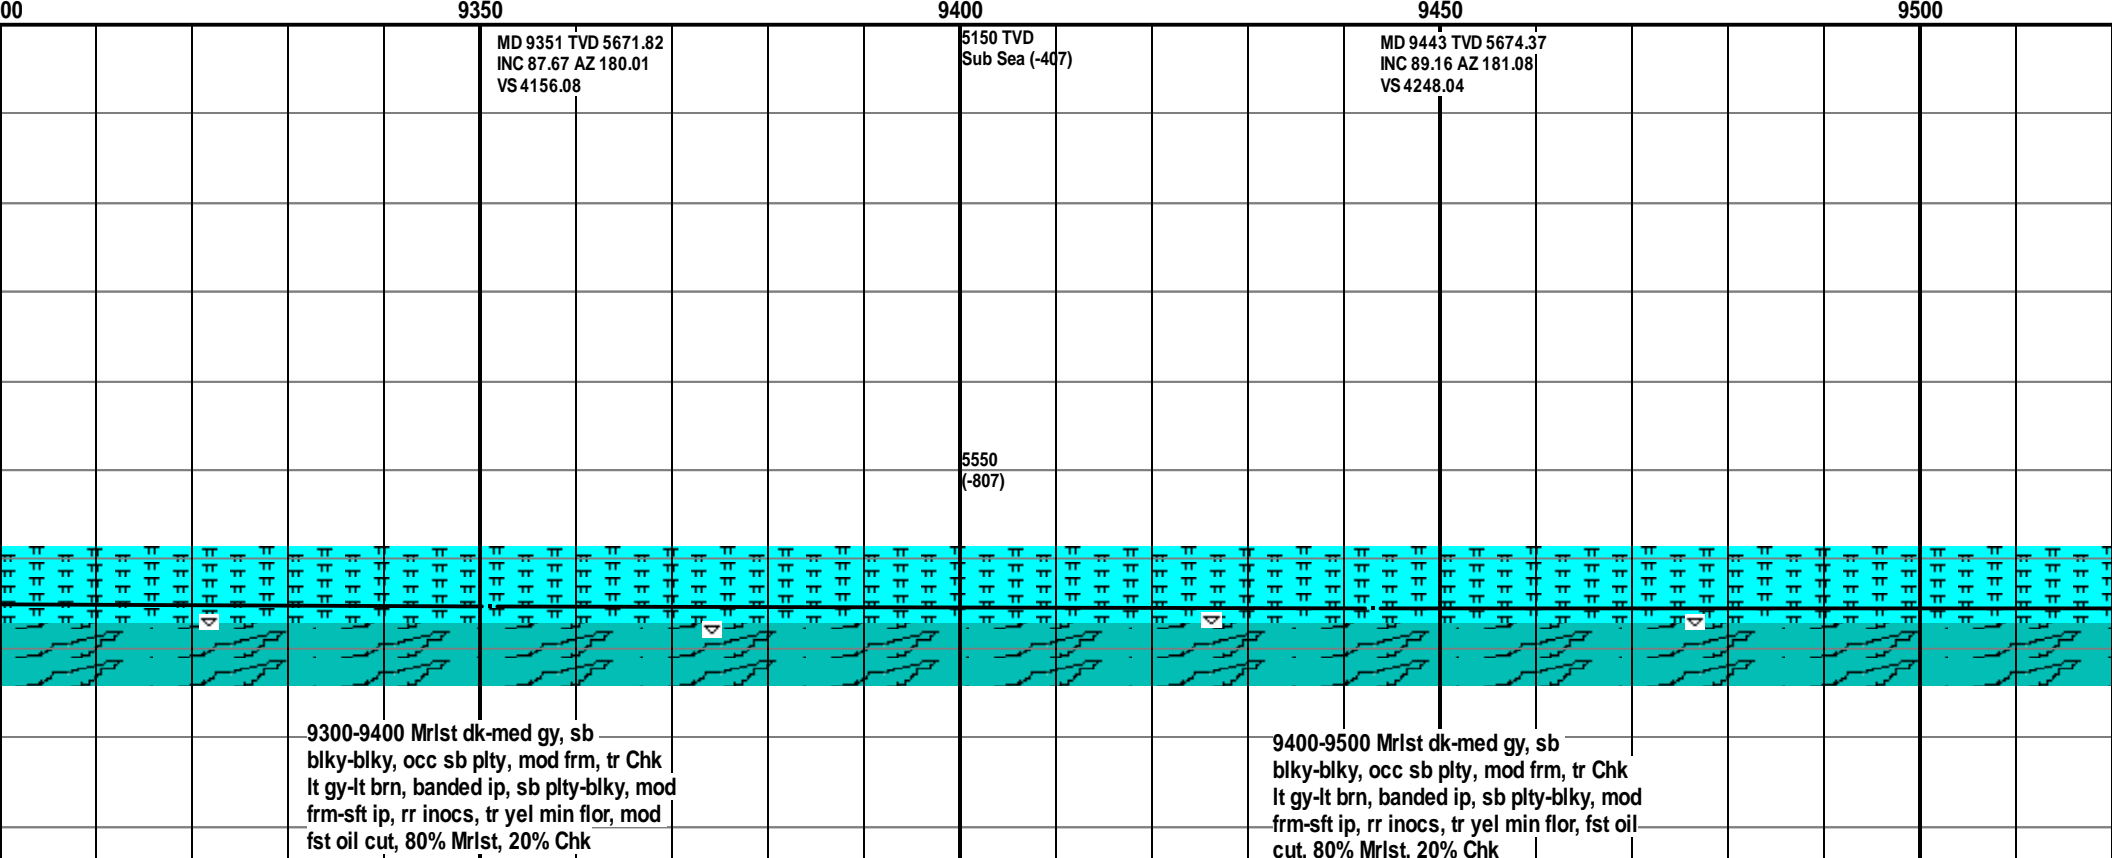 00 9350 9400 9450 9500
MD 9351 TVD 5671.82
INC 87.67 AZ 180.01
VS 4156.08
5150 TVD
Sub Sea (-407)
MD 9443 TVD 5674.37
INC 89.16 AZ 181.08
VS 4248.04
5550
(-807)
9300-9400 Mrlst dk-med gy, sb
blky-blky, occ sb plty, mod frm, tr Chk
lt gy-lt brn, banded ip, sb plty-blky, mod
frm-sft ip, rr inocs, tr yel min flor, mod
fst oil cut, 80% Mrlst, 20% Chk
9400-9500 Mrlst dk-med gy, sb
blky-blky, occ sb plty, mod frm, tr Chk
lt gy-lt brn, banded ip, sb plty-blky, mod
frm-sft ip, rr inocs, tr yel min flor, fst oil
cut, 80% Mrlst, 20% Chk